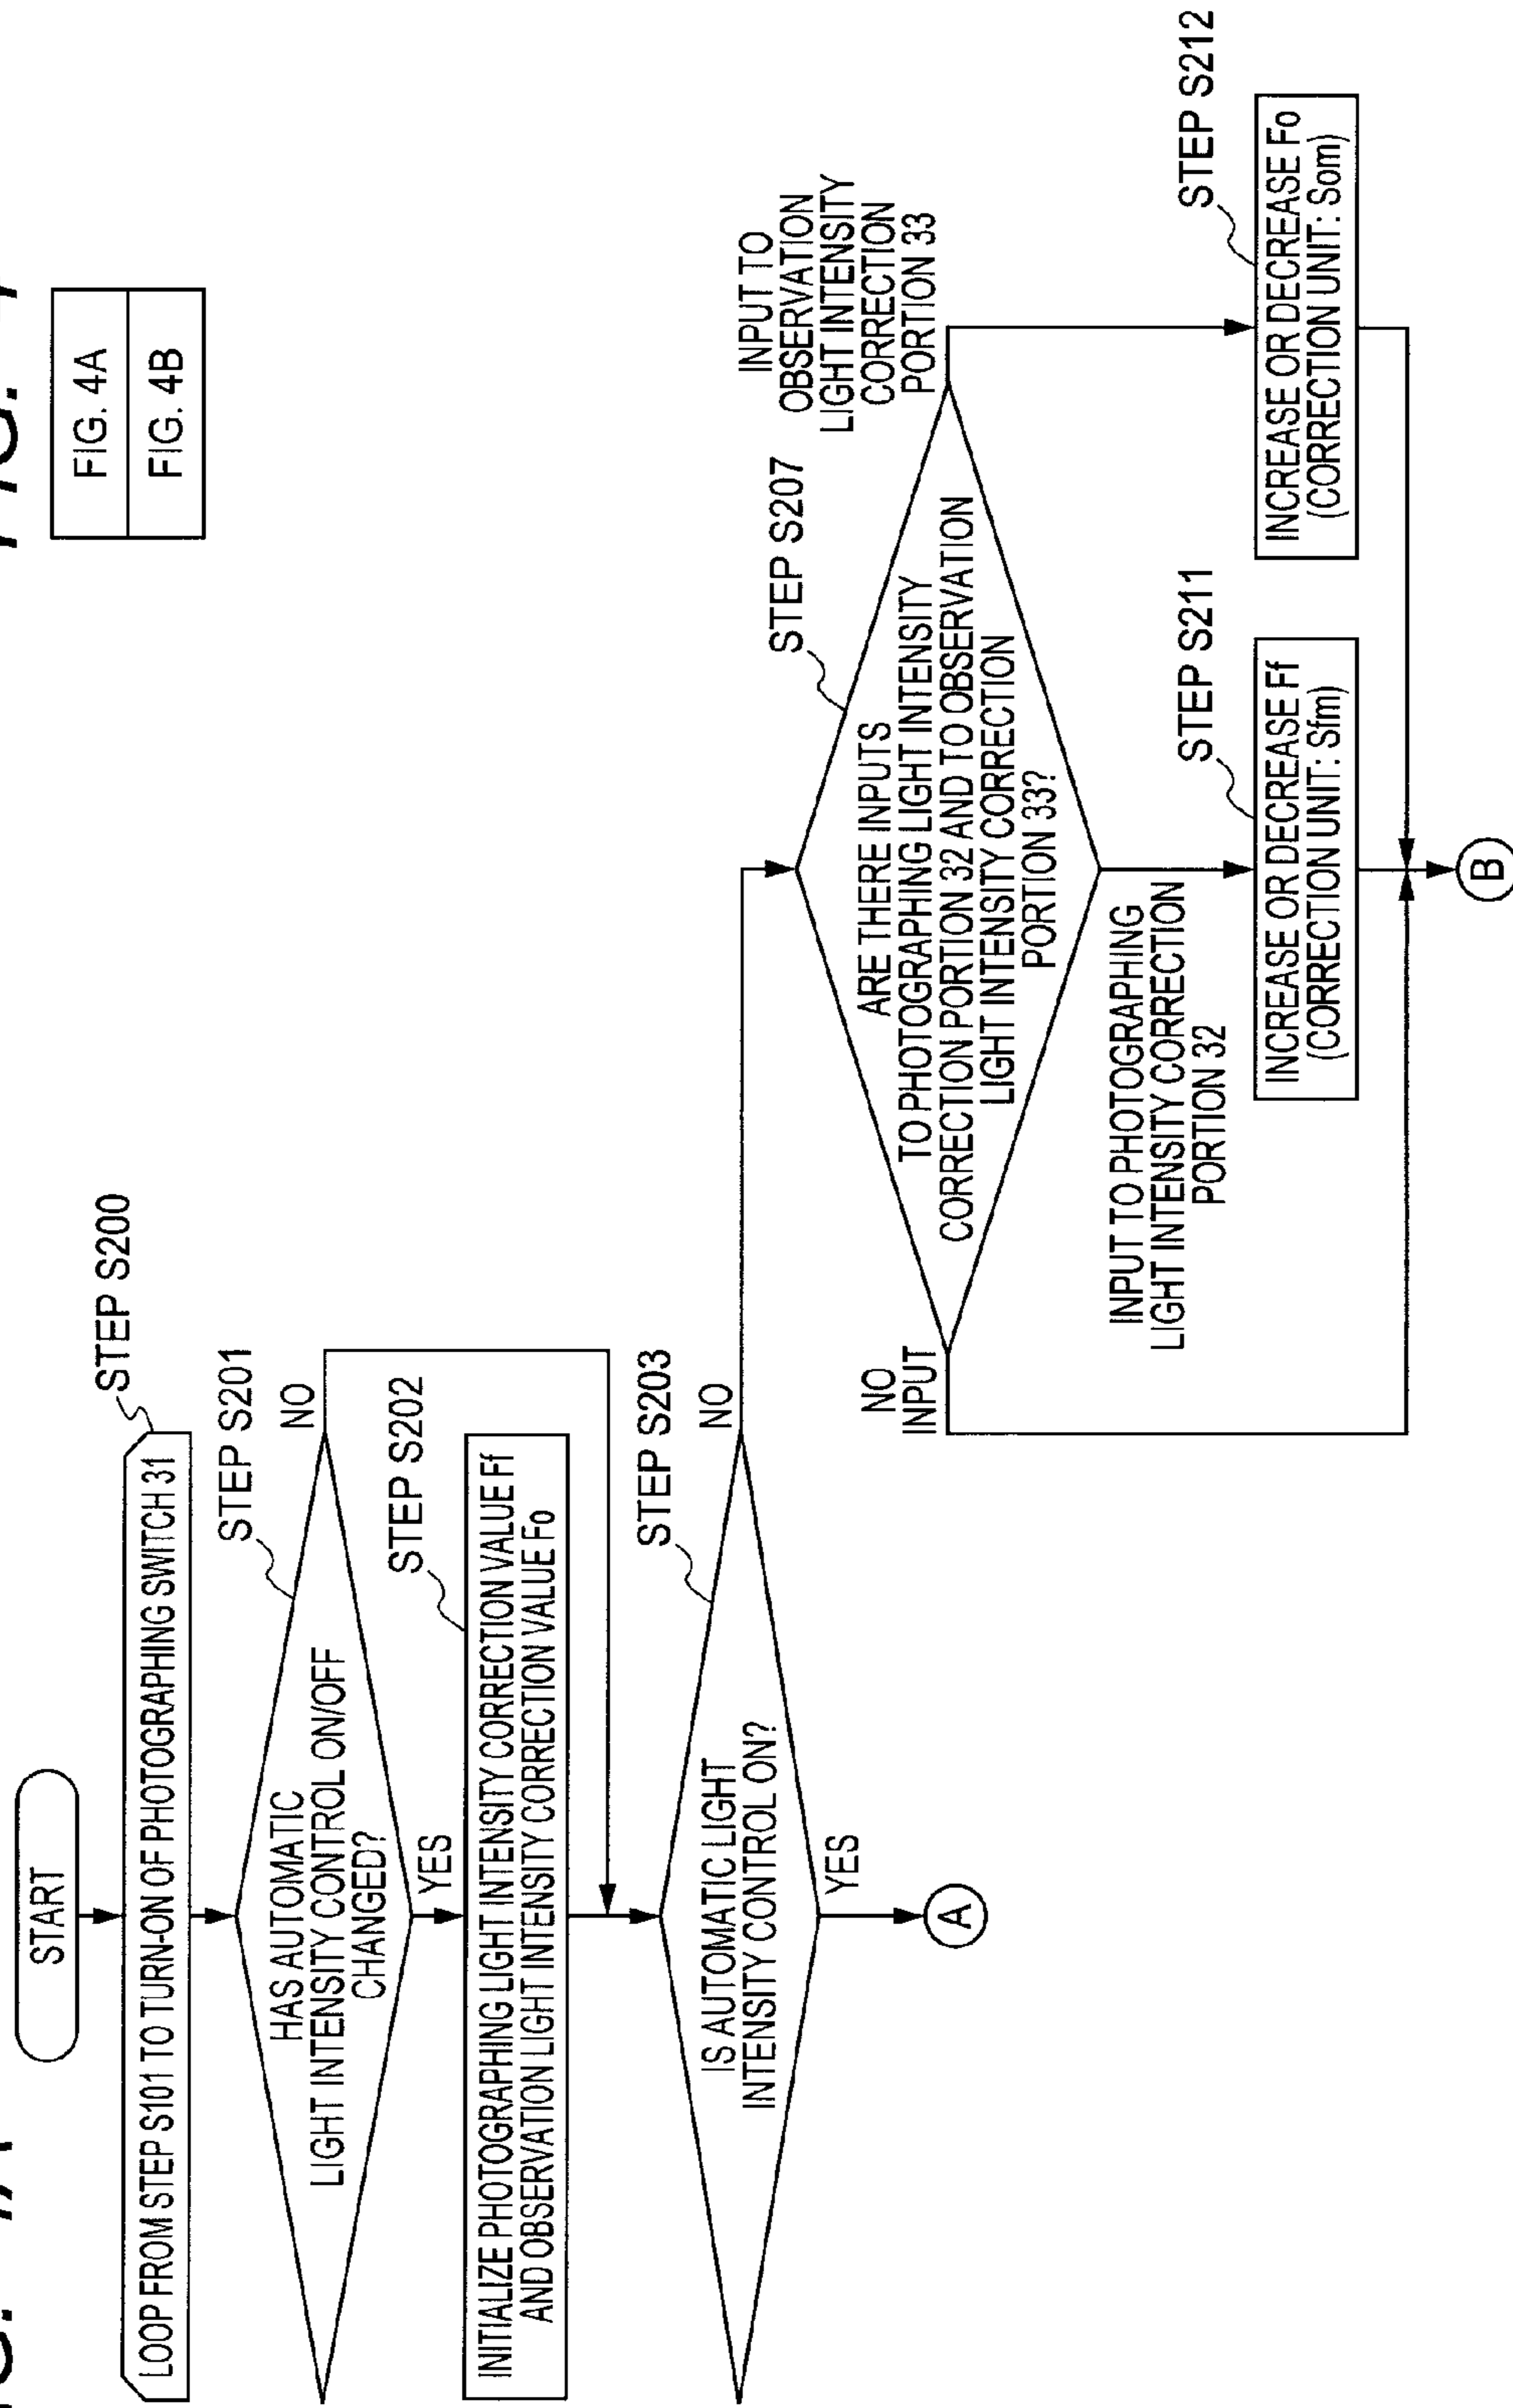 FIG. 4A
FIG. 4B
START
LOOP FROM STEP S101 TO TURN-ON OF PHOTOGRAPHING SWITCH 31
STEP S200
HAS AUTOMATIC
LIGHT INTENSITY CONTROL ON/OFF
CHANGED?
STEP S201
NO
YES
INITIALIZE PHOTOGRAPHING LIGHT INTENSITY CORRECTION VALUE Ff
AND OBSERVATION LIGHT INTENSITY CORRECTION VALUE Fo
STEP S202
IS AUTOMATIC LIGHT
INTENSITY CONTROL ON?
STEP S203
NO
YES
A
ARE THERE INPUTS
TO PHOTOGRAPHING LIGHT INTENSITY
CORRECTION PORTION 32 AND TO OBSERVATION
LIGHT INTENSITY CORRECTION
PORTION 33?
STEP S207
NO
INPUT
INPUT TO PHOTOGRAPHING
LIGHT INTENSITY CORRECTION
PORTION 32
INPUT TO
OBSERVATION
LIGHT INTENSITY
CORRECTION
PORTION 33
INCREASE OR DECREASE Ff
(CORRECTION UNIT: Sfm)
STEP S211
INCREASE OR DECREASE Fo
(CORRECTION UNIT: Som)
STEP S212
B